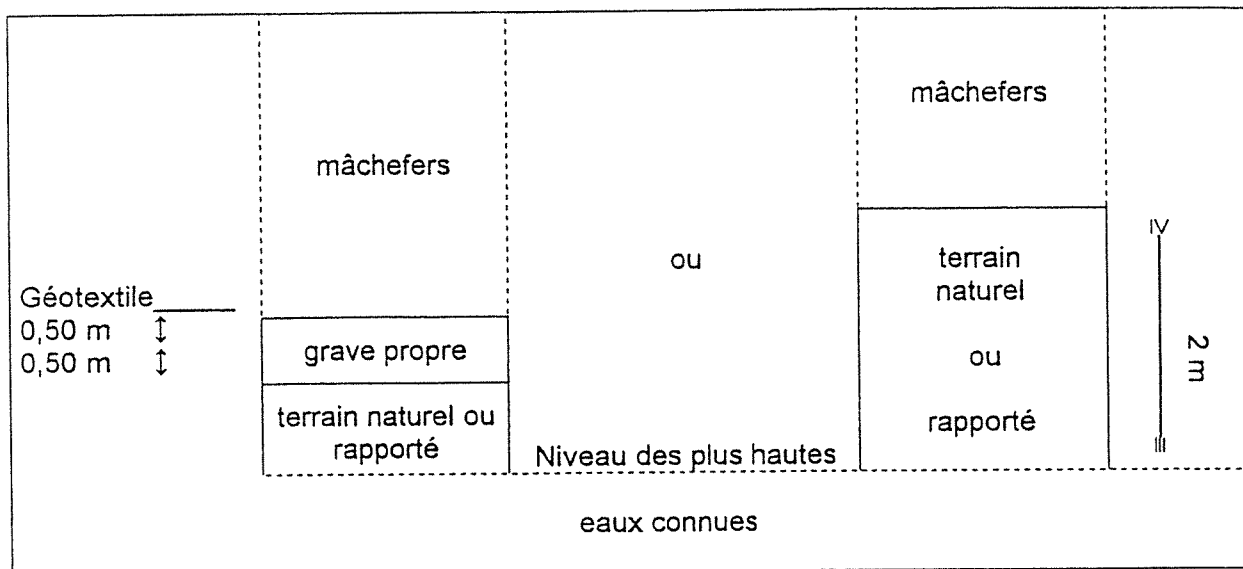 mâchefers
mâchefers
ou
Géotextile
0,50 m
0,50 m
grave propre
terrain naturel ou
rapporté
terrain
naturel
ou
rapporté
2 m
Niveau des plus hautes
eaux connues